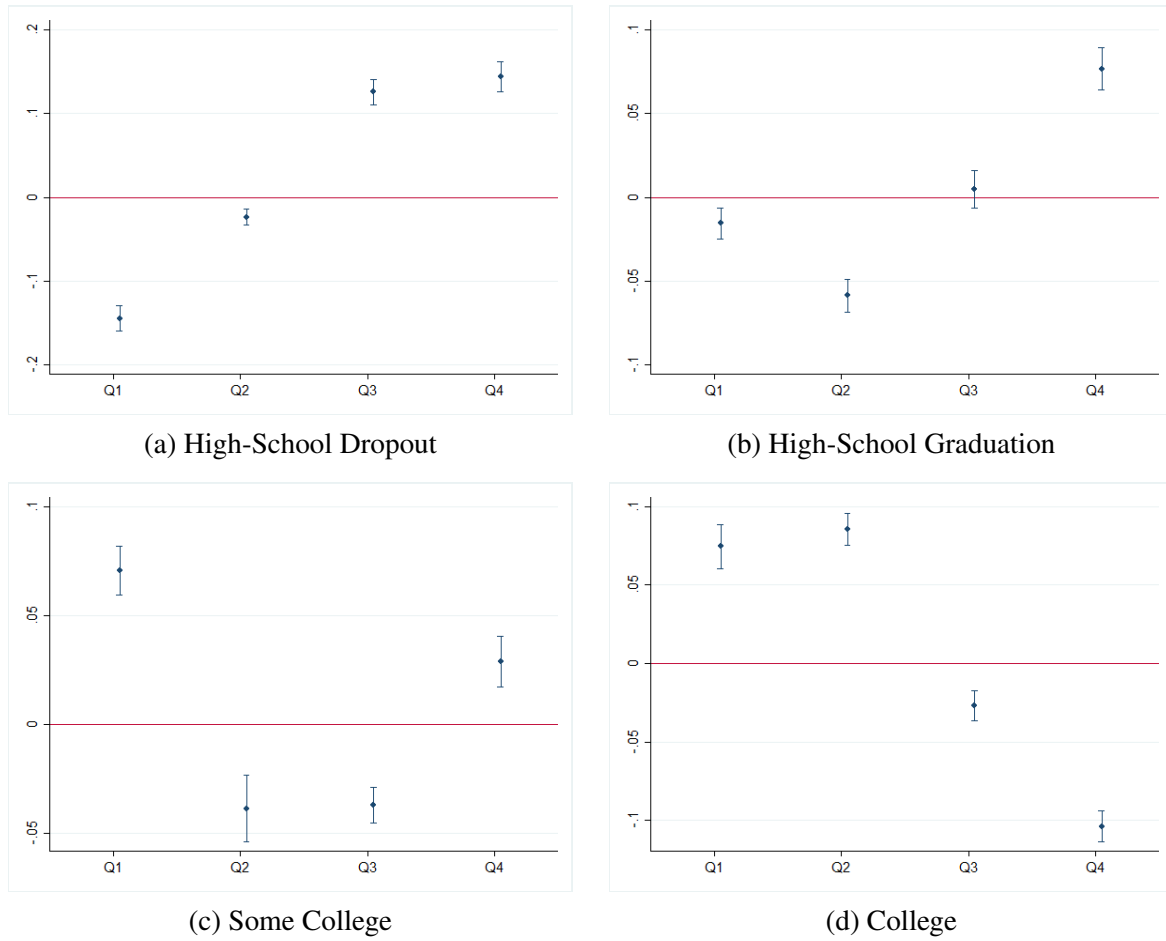 .2
.1
0
-.1
-.2
Q1 Q2 Q3 Q4
(a) High-School Dropout
.1
.05
0
-.05
-.1
Q1 Q2 Q3 Q4
(b) High-School Graduation
.1
.05
0
-.05
Q1 Q2 Q3 Q4
(c) Some College
.1
.05
0
-.05
-.1
Q1 Q2 Q3 Q4
(d) College